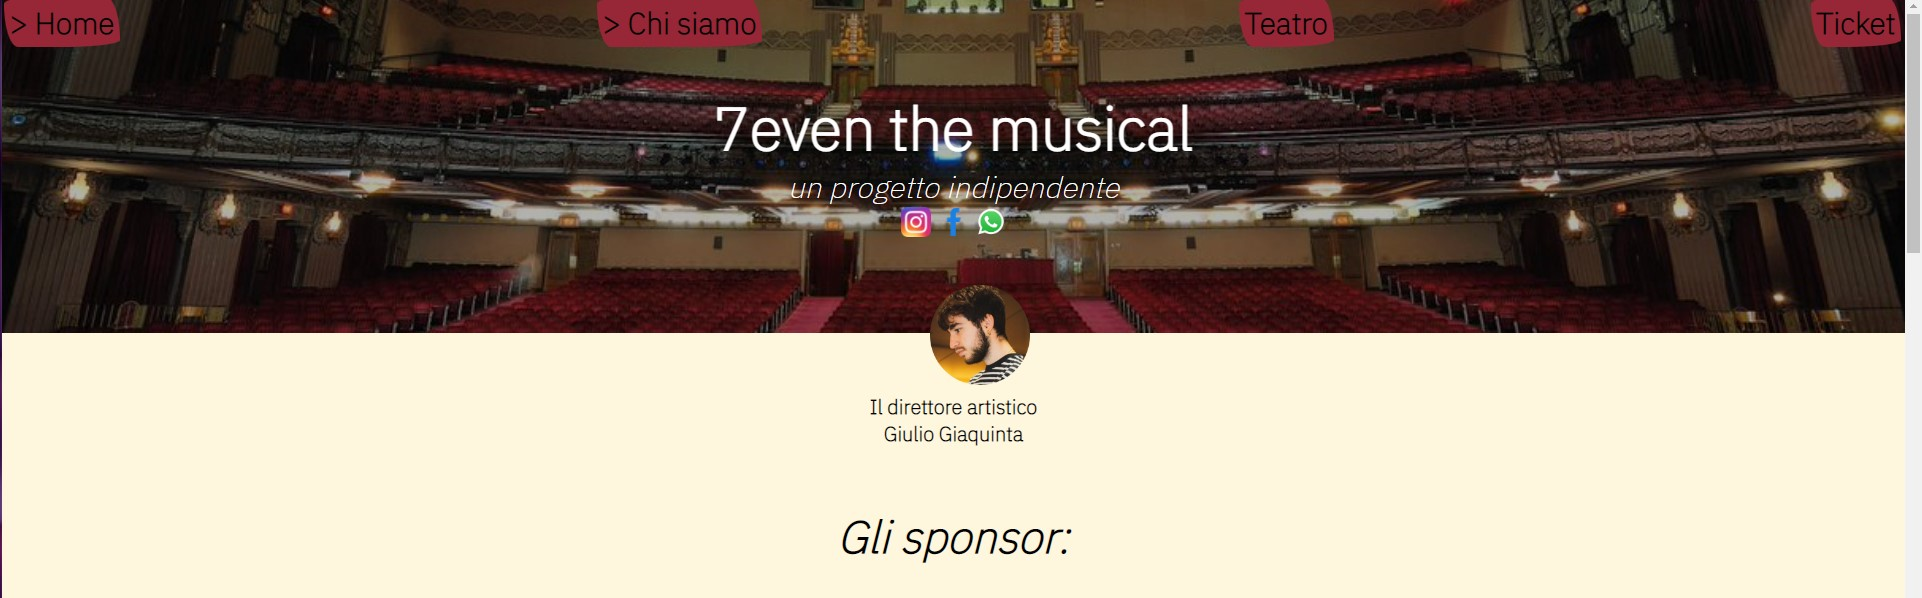 > Home
> Chi siamo
Teatro
Ticket
7even the musical
un progetto indipendente
Il direttore artistico
Giulio Giaquinta
Gli sponsor: